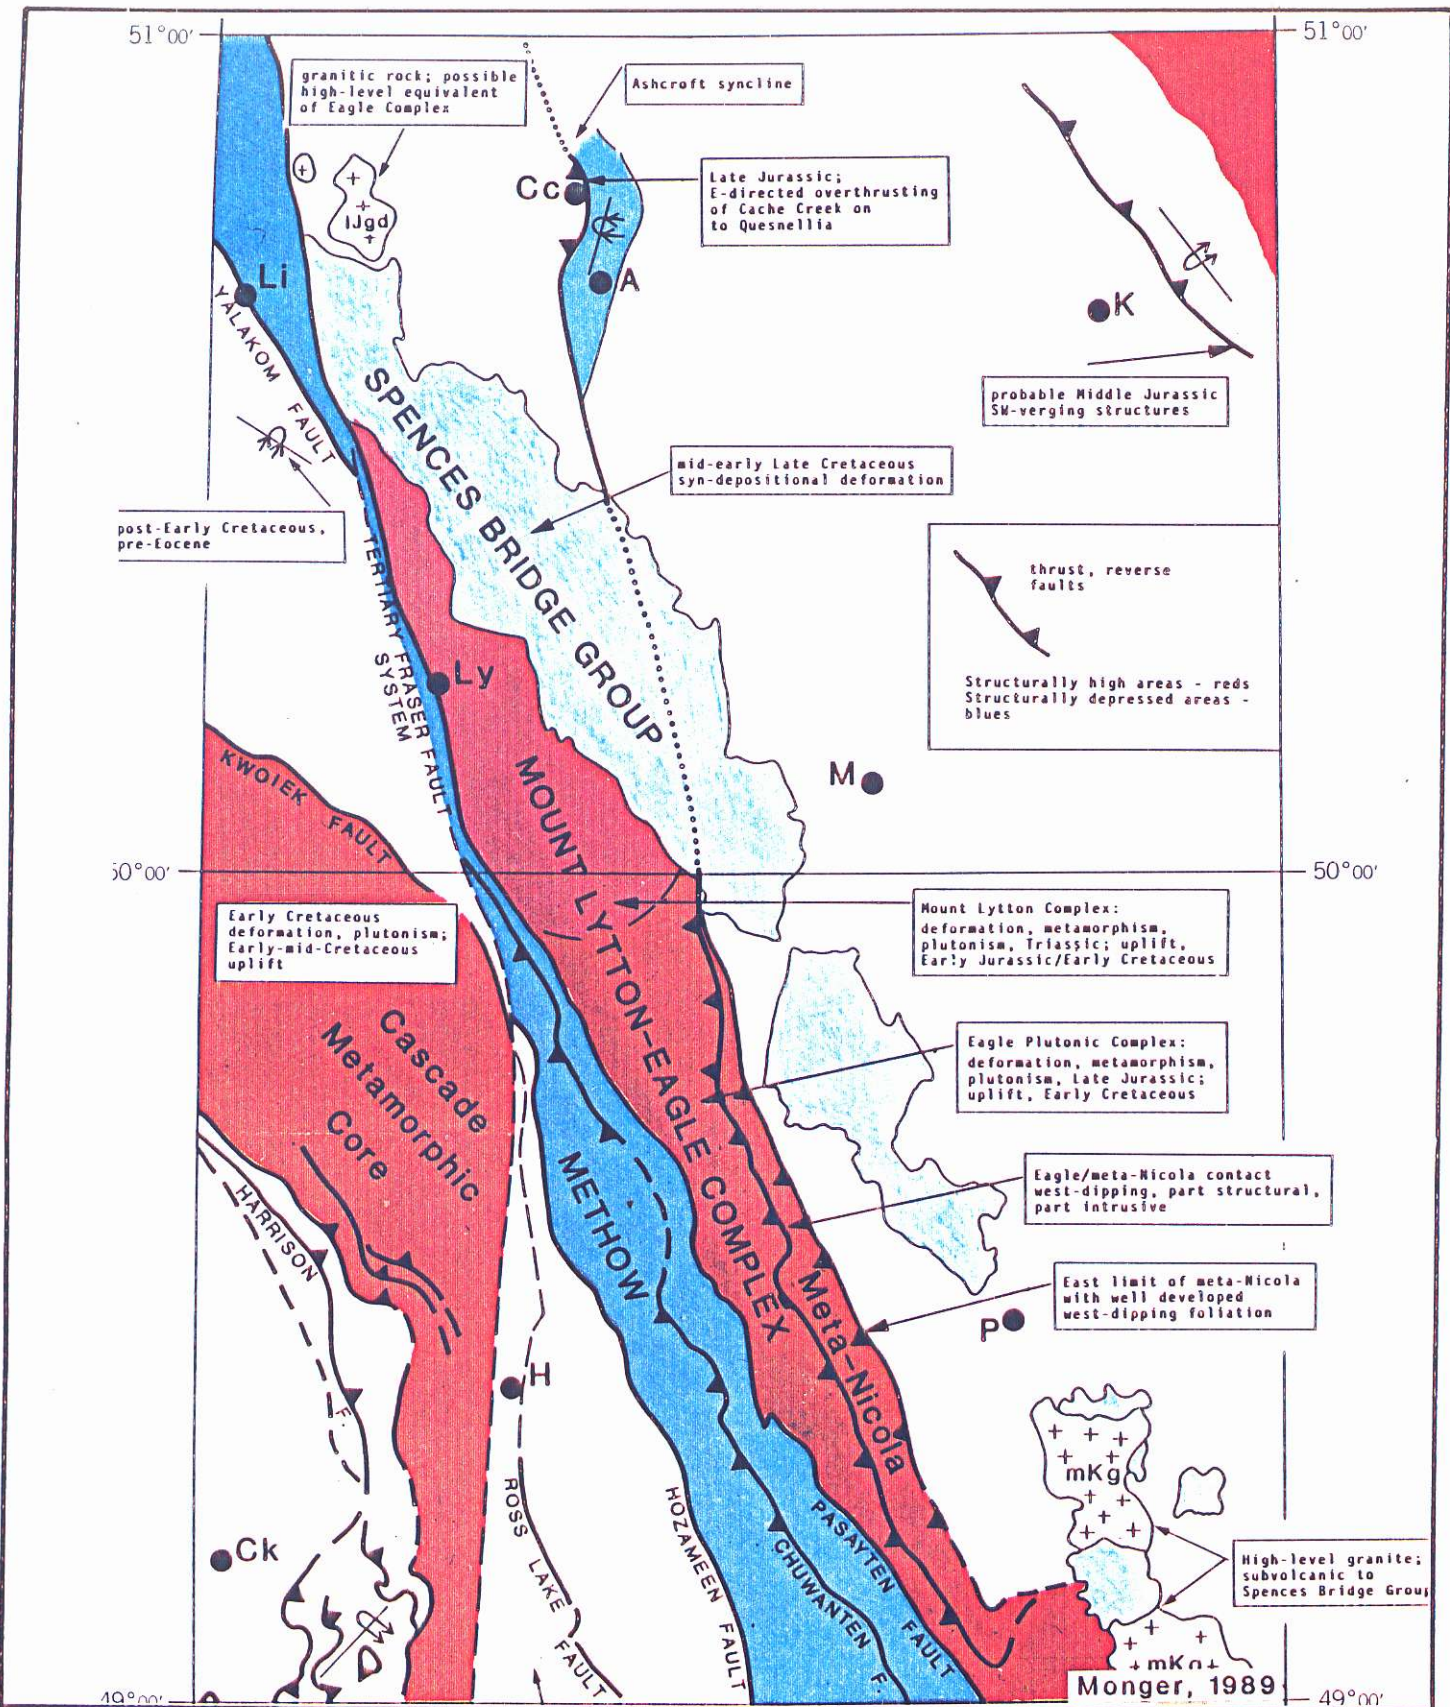 51°00'
51°00'
granitic rock; possible
high-level equivalent
of Eagle Complex
Ashcroft syncline
Cc
Late Jurassic;
E-directed overthrusting
of Cache Creek on
to Quesnellia
lJgd
Li
A
K
YALAKOM FAULT
probable Middle Jurassic
SW-verging structures
SPENCES BRIDGE GROUP
mid-early Late Cretaceous
syn-depositional deformation
post-Early Cretaceous,
pre-Eocene
thrust, reverse
faults
Structurally high areas - reds
Structurally depressed areas -
blues
TERTIARY FRASER FAULT
SYSTEM
Ly
M
KWOIEK FAULT
50°00'
50°00'
MOUNT LYTTON-EAGLE COMPLEX
Early Cretaceous
deformation, plutonism;
Early-mid-Cretaceous
uplift
Mount Lytton Complex:
deformation, metamorphism,
plutonism, Triassic; uplift,
Early Jurassic/Early Cretaceous
Cascade
Metamorphic
Core
Eagle Plutonic Complex:
deformation, metamorphism,
plutonism, Late Jurassic;
uplift, Early Cretaceous
METHOW
Eagle/meta-Nicola contact
west-dipping, part structural,
part intrusive
HARRISON
F.
Meta-Nicola
East limit of meta-Nicola
with well developed
west-dipping foliation
P
H
mKg
ROSS LAKE FAULT
HOZAMEEN FAULT
CHUWANTEN F.
PASAYTEN FAULT
Ck
High-level granite;
subvolcanic to
Spences Bridge Group
mKg
Monger, 1989
49°00'
49°00'